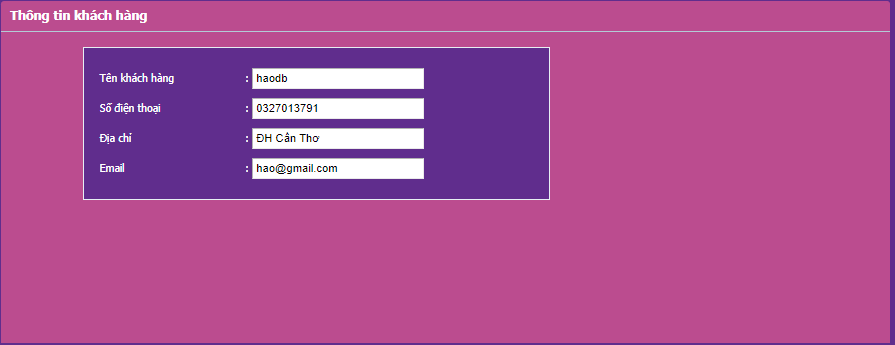 Thông tin khách hàng
Tên khách hàng : haodb
Số điện thoại : 0327013791
Địa chỉ : ĐH Cần Thơ
Email : hao@gmail.com